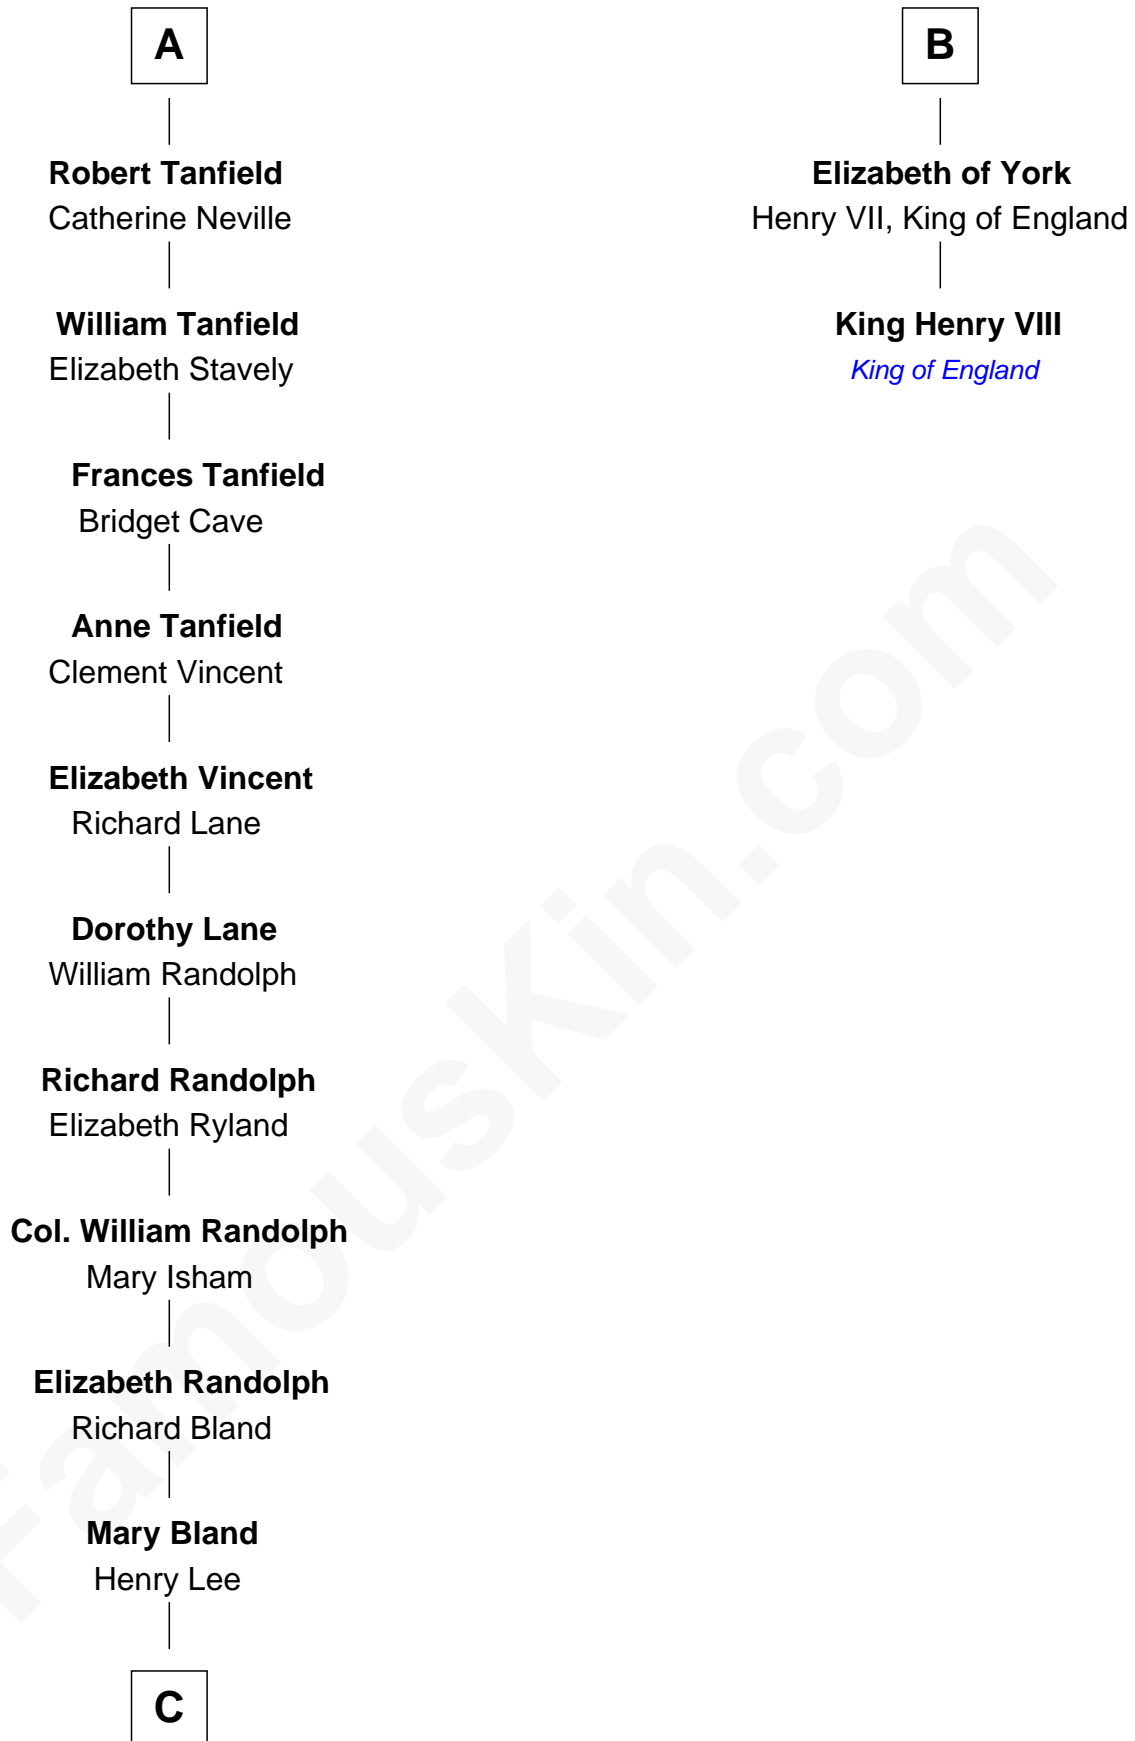 A
Robert Tanfield
Catherine Neville
William Tanfield
Elizabeth Stavely
Frances Tanfield
Bridget Cave
Anne Tanfield
Clement Vincent
Elizabeth Vincent
Richard Lane
Dorothy Lane
William Randolph
Richard Randolph
Elizabeth Ryland
Col. William Randolph
Mary Isham
Elizabeth Randolph
Richard Bland
Mary Bland
Henry Lee
C
B
Elizabeth of York
Henry VII, King of England
King Henry VIII
King of England
FamousKin.com